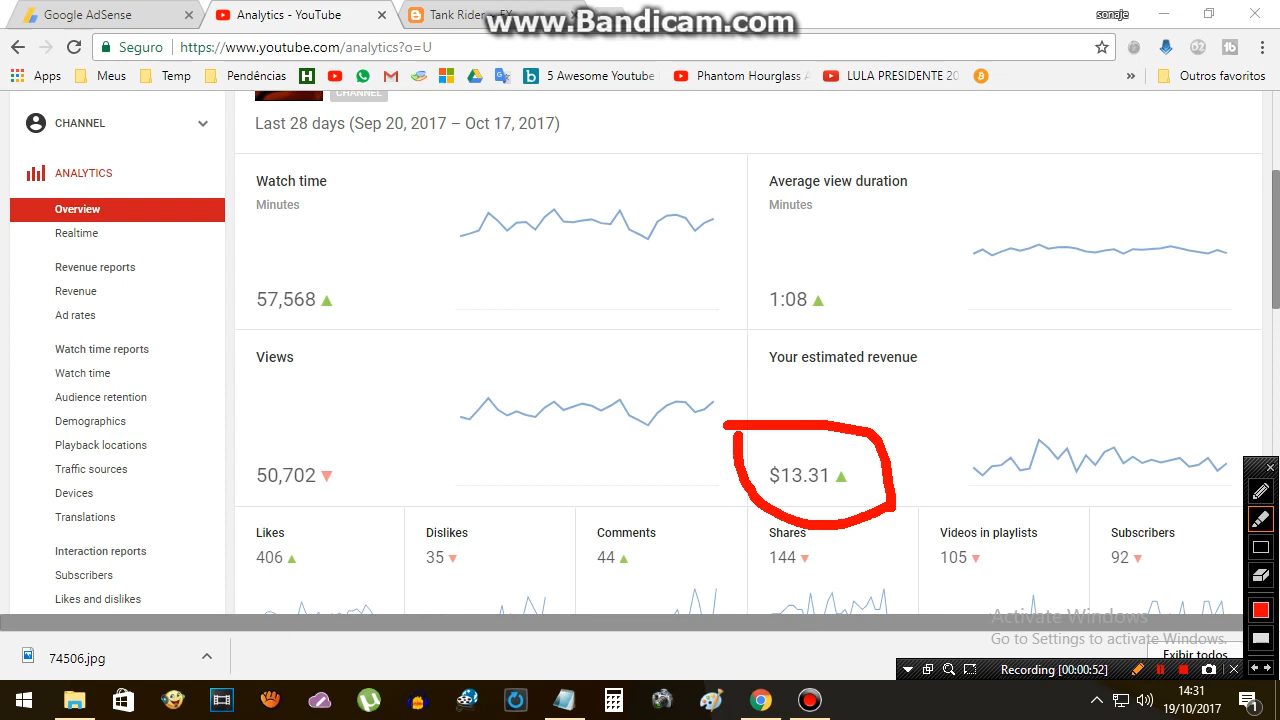 Google AdSense
Analytics - YouTube
Tank Rider
www.Bandicam.com
sonaje
Seguro
https://www.youtube.com/analytics?o=U
Apps
Meus
Temp
Pendências
H
b
5 Awesome Youtube
Phantom Hourglass
LULA PRESIDENTE 20
Outros favoritos
CHANNEL
CHANNEL
Last 28 days (Sep 20, 2017 – Oct 17, 2017)
ANALYTICS
Overview
Realtime
Revenue reports
Revenue
Ad rates
Watch time reports
Watch time
Audience retention
Demographics
Playback locations
Traffic sources
Devices
Translations
Interaction reports
Subscribers
Likes and dislikes
Watch time
Minutes
57,568
Average view duration
Minutes
1:08
Views
50,702
Your estimated revenue
$13.31
Likes
406
Dislikes
35
Comments
44
Shares
144
Videos in playlists
105
Subscribers
92
Activate Windows
Go to Settings to activate Windows.
74506.jpg
Exibir todos
Recording [00:00:52]
14:31
19/10/2017
1